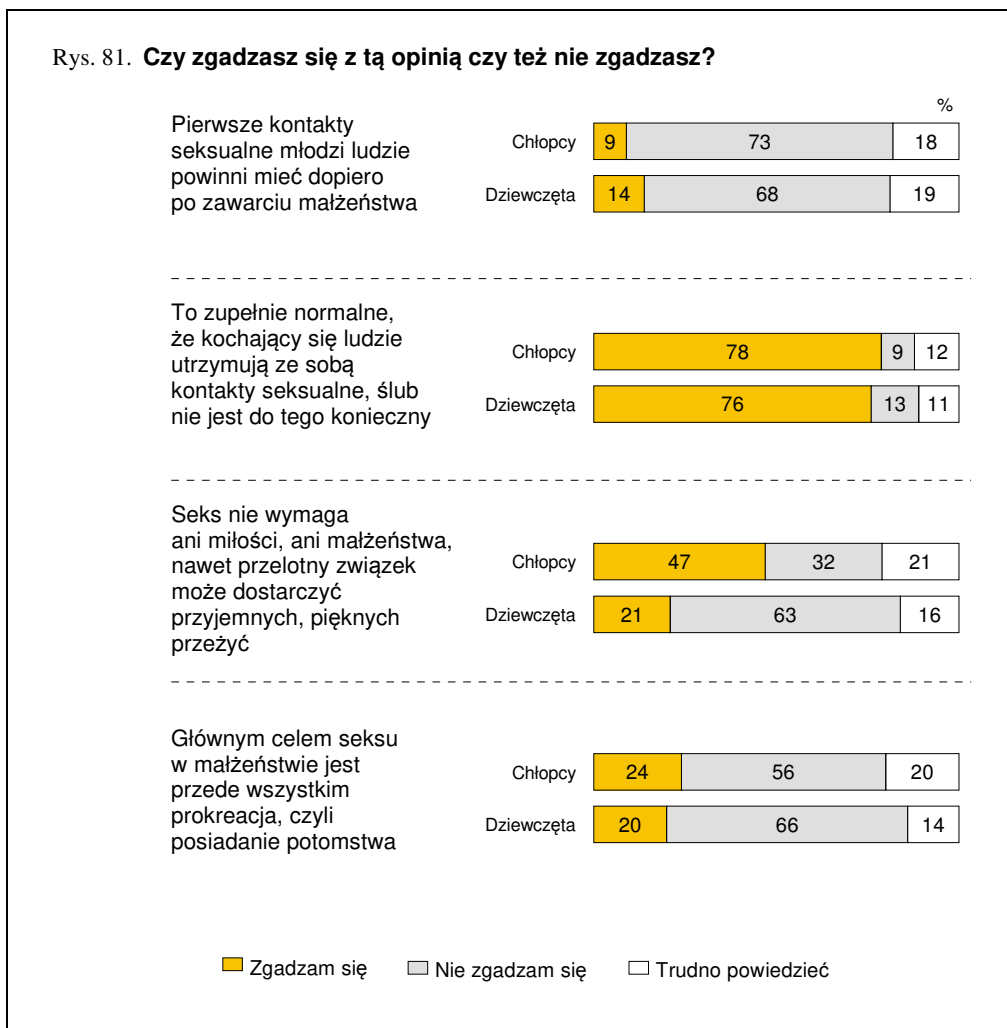 Rys. 81. Czy zgadzasz się z tą opinią czy też nie zgadzasz?
%
Pierwsze kontakty
seksualne młodzi ludzie
powinni mieć dopiero
po zawarciu małżeństwa
Chłopcy 9 73 18
Dziewczęta 14 68 19
To zupełnie normalne,
że kochający się ludzie
utrzymują ze sobą
kontakty seksualne, ślub
nie jest do tego konieczny
Chłopcy 78 9 12
Dziewczęta 76 13 11
Seks nie wymaga
ani miłości, ani małżeństwa,
nawet przelotny związek
może dostarczyć
przyjemnych, pięknych
przeżyć
Chłopcy 47 32 21
Dziewczęta 21 63 16
Głównym celem seksu
w małżeństwie jest
przede wszystkim
prokreacja, czyli
posiadanie potomstwa
Chłopcy 24 56 20
Dziewczęta 20 66 14
Zgadzam się Nie zgadzam się Trudno powiedzieć